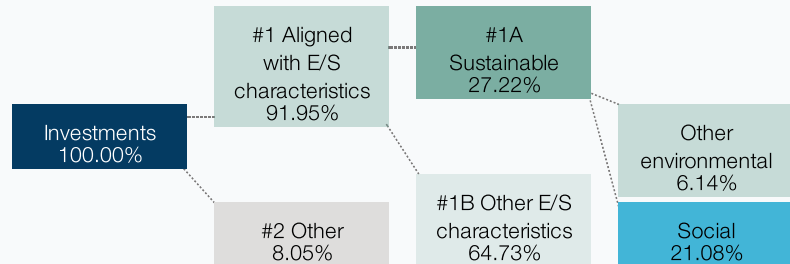 Investments
100.00%
#1 Aligned
with E/S
characteristics
91.95%
#2 Other
8.05%
#1A
Sustainable
27.22%
#1B Other E/S
characteristics
64.73%
Other
environmental
6.14%
Social
21.08%